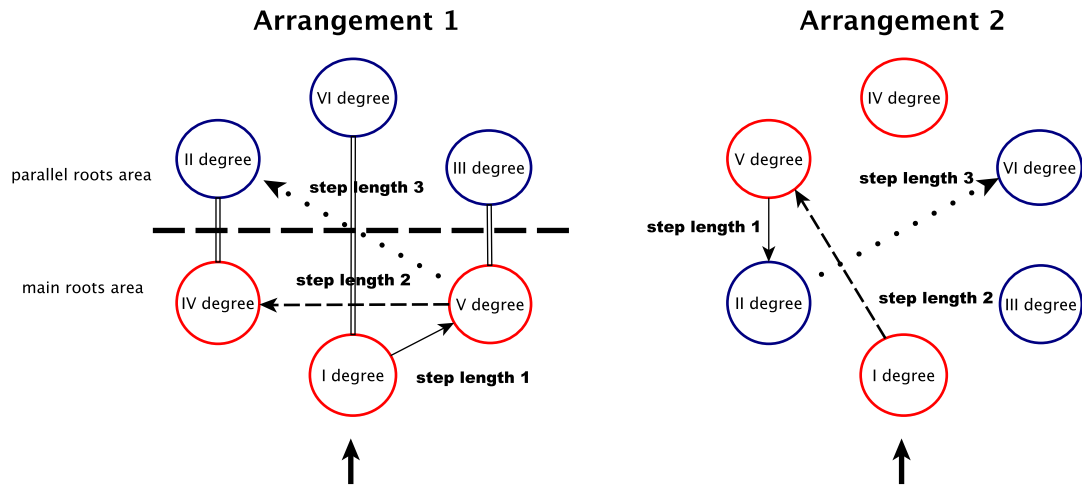 Arrangement 1
VI degree
II degree
III degree
parallel roots area
step length 3
step length 2
main roots area
IV degree
V degree
I degree
step length 1
Arrangement 2
IV degree
V degree
VI degree
step length 3
step length 1
II degree
step length 2
III degree
I degree